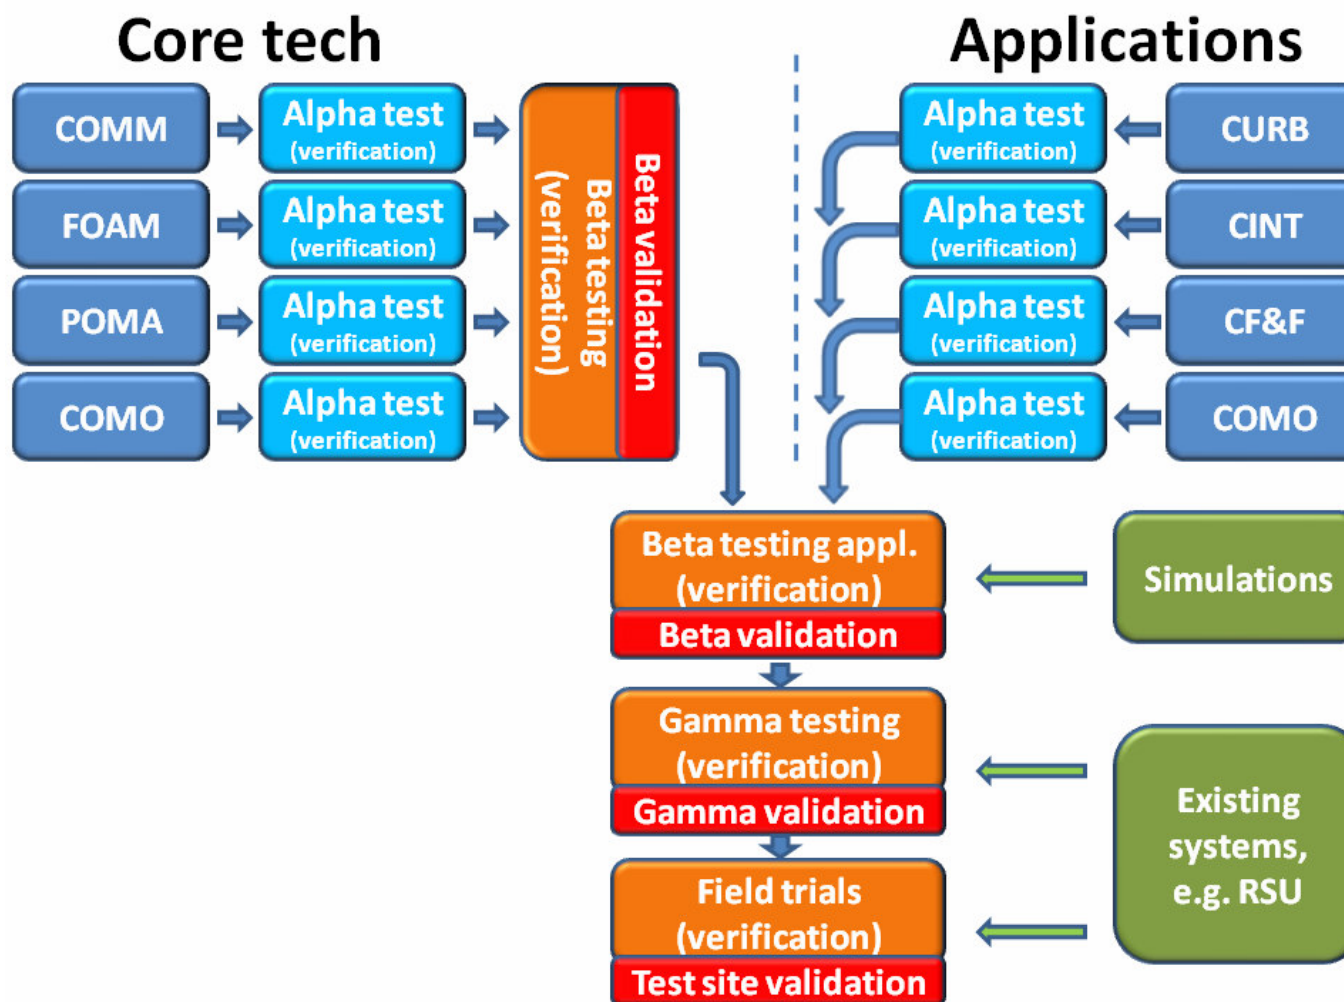 Core tech
Applications
COMM
Alpha test
(verification)
FOAM
Alpha test
(verification)
POMA
Alpha test
(verification)
COMO
Alpha test
(verification)
Beta testing
(verification)
Beta validation
Alpha test
(verification)
CURB
Alpha test
(verification)
CINT
Alpha test
(verification)
CF&F
Alpha test
(verification)
COMO
Beta testing appl.
(verification)
Beta validation
Simulations
Gamma testing
(verification)
Gamma validation
Existing
systems,
e.g. RSU
Field trials
(verification)
Test site validation